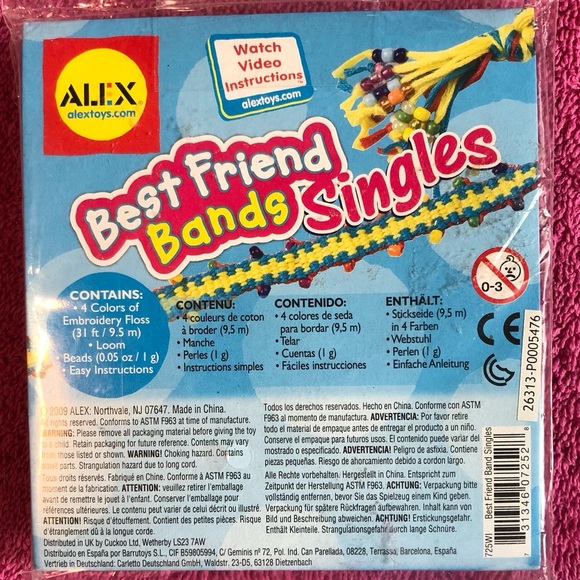 ALEX
alextoys.com
Watch
Video
Instructions™
alextoys.com
Best Friend
Bands Singles
CONTAINS:
• 4 Colors of
Embroidery Floss
(31 ft / 9.5 m)
• Loom
• Beads (0.05 oz / 1 g)
• Easy Instructions
CONTENU:
• 4 couleurs de coton
à broder (9,5 m)
• Manche
• Perles (1 g)
• Instructions simples
CONTENIDO:
• 4 colores de seda
para bordar (9,5 m)
• Telar
• Cuentas (1 g)
• Fáciles instrucciones
ENTHÄLT:
• Stickseide (9,5 m)
in 4 Farben
• Webstuhl
• Perlen (1 g)
• Einfache Anleitung
0-3
CE
26313-P0005476
© 2009 ALEX: Northvale, NJ 07647. Made in China.
All rights reserved. Conforms to ASTM F963 at time of manufacture.
WARNING: Please remove all packaging material before giving the toy
to a child. Retain packaging for future reference. Contents may vary
from those listed or shown. WARNING! Choking hazard. Contains
small parts. Strangulation hazard due to long cord.
Tous droits réservés. Fabriqué en Chine. Conforme à ASTM F963 au
moment de la fabrication. ATTENTION: veuillez retirer l'emballage
avant de remettre le jouet à l'enfant. Conserver l'emballage pour
références ultérieures. Le contenu peut varier de celui décrit ou illustré.
ATTENTION! Risque d'étouffement. Contient des petites pièces.
Risque d'étranglement dû à un cordon long.
Todos los derechos reservados. Hecho en China. Conforme con ASTM
F963 al momento de manufactura. ADVERTENCIA: Por favor retire
todo el material de empaque antes de entregar el producto a un niño.
Conserve el empaque para futuros usos. El contenido puede variar del
mostrado o especificado. ADVERTENCIA! Peligro de asfixia. Contiene
piezas pequeñas. Riesgo de ahorcamiento debido a cordón largo.
Alle Rechte vorbehalten. Hergestellt in China. Entspricht zum
Zeitpunkt der Herstellung ASTM F963. ACHTUNG: Verpackung bitte
vollständig entfernen, bevor Sie das Spielzeug einem Kind geben.
Verpackung für spätere Rückfragen aufbewahren. Inhalt kann von
Bild und Beschreibung abweichen. ACHTUNG! Erstickungsgefahr.
Enthält Kleinteile. Strangulationsgefahr durch lange Schnüre.
Distributed in UK by Cuckoo Ltd, Wetherby LS23 7AW
Distribuido en España por Barrutoys S.L., CIF B59805994, C/ Geminis nº 72, Pol. Ind. Can Parellada, 08228, Terrassa, Barcelona, España
Vertrieb in Deutschland: Carletto Deutschland GmbH, Waldstr. 23-D5, 63128 Dietzenbach
725WI Best Friend Band Singles
7 31346 07252 8